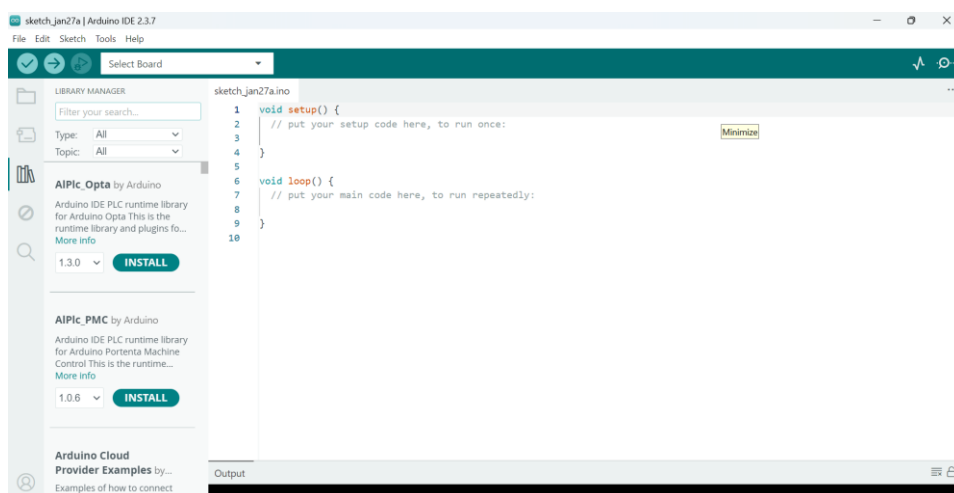 sketch_jan27a | Arduino IDE 2.3.7
File Edit Sketch Tools Help
Select Board
LIBRARY MANAGER
Filter your search...
Type: All
Topic: All
AlPlc_Opta by Arduino
Arduino IDE PLC runtime library
for Arduino Opta This is the
runtime library and plugins fo...
More info
1.3.0 INSTALL
AlPlc_PMC by Arduino
Arduino IDE PLC runtime library
for Arduino Portenta Machine
Control This is the runtime...
More info
1.0.6 INSTALL
Arduino Cloud
Provider Examples by...
Examples of how to connect
sketch_jan27a.ino
1 void setup() {
2 // put your setup code here, to run once:
3
4 }
5
6 void loop() {
7 // put your main code here, to run repeatedly:
8
9 }
10
Minimize
Output